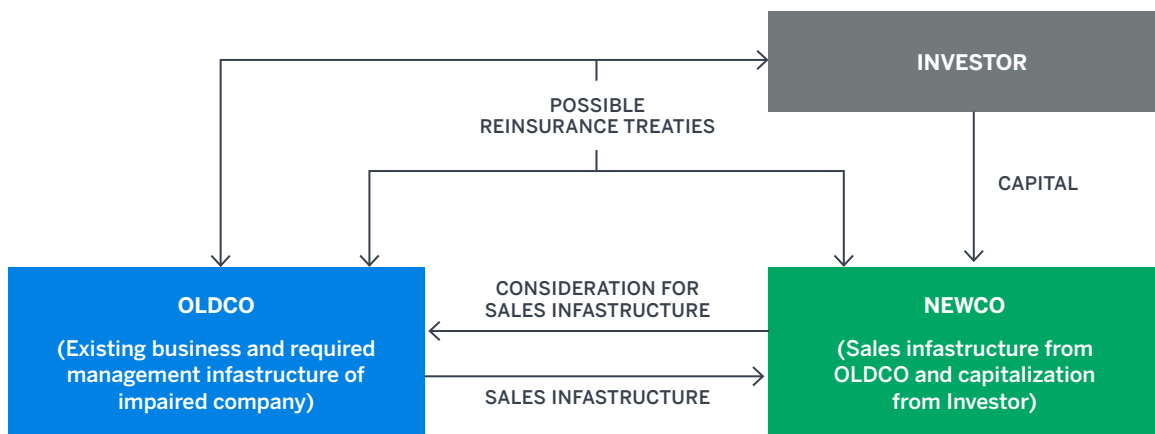 INVESTOR
POSSIBLE
REINSURANCE TREATIES
CAPITAL
OLDCO
(Existing business and required
management infastructure of
impaired company)
CONSIDERATION FOR
SALES INFASTRUCTURE
SALES INFASTRUCTURE
NEWCO
(Sales infastructure from
OLDCO and capitalization
from Investor)